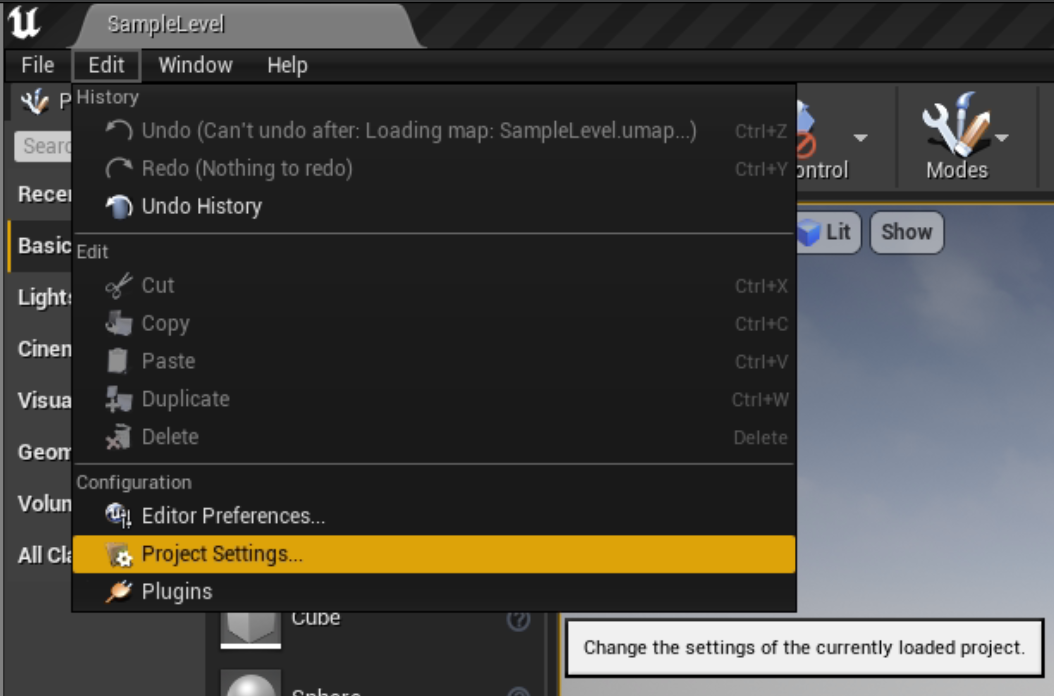 SampleLevel
File Edit Window Help
History
Undo (Can't undo after: Loading map: SampleLevel.umap...) Ctrl+Z
Redo (Nothing to redo) Ctrl+Y
Undo History
Edit
Cut Ctrl+X
Copy Ctrl+C
Paste Ctrl+V
Duplicate Ctrl+W
Delete Delete
Configuration
Editor Preferences...
Project Settings...
Plugins
P
Searc
Recen
Basic
Lights
Cinen
Visua
Geom
Volun
All Cla
ontrol
Modes
Lit Show
Cube
Sphere
Change the settings of the currently loaded project.